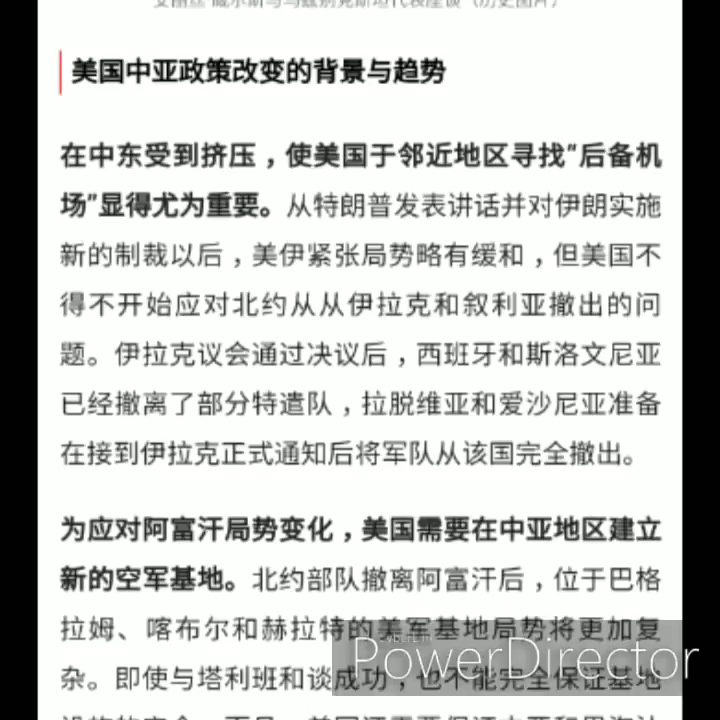 美国中亚政策改变的背景与趋势
在中东受到挤压，使美国于邻近地区寻找"后备机
场"显得尤为重要。从特朗普发表讲话并对伊朗实施
新的制裁以后，美伊紧张局势略有缓和，但美国不
得不开始应对北约从从伊拉克和叙利亚撤出的问
题。伊拉克议会通过决议后，西班牙和斯洛文尼亚
已经撤离了部分特遣队，拉脱维亚和爱沙尼亚准备
在接到伊拉克正式通知后将军队从该国完全撤出。
为应对阿富汗局势变化，美国需要在中亚地区建立
新的空军基地。北约部队撤离阿富汗后，位于巴格
拉姆、喀布尔和赫拉特的美军基地局势将更加复
杂。即使与塔利班和谈成功，也不能完全保证基地
PowerDirector